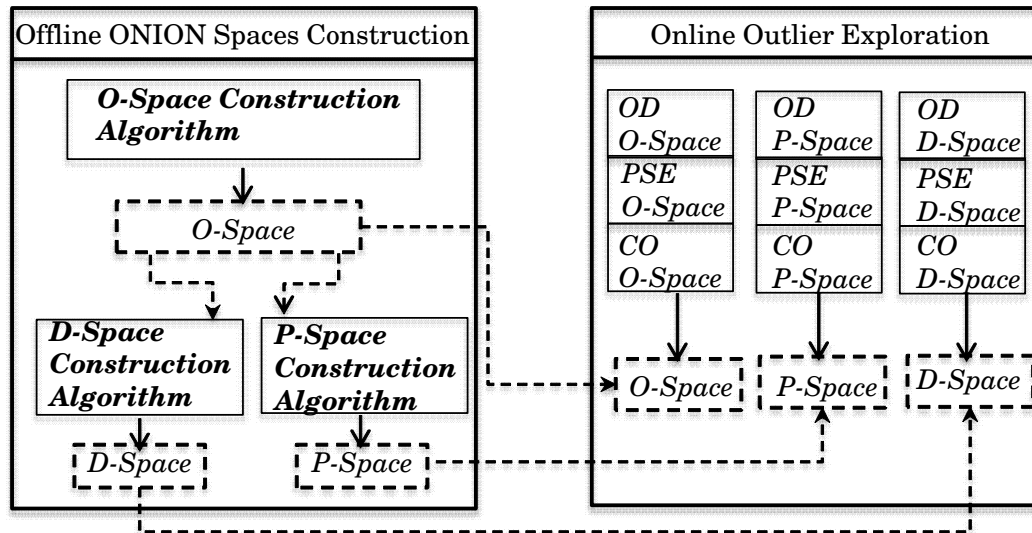 Offline ONION Spaces Construction
O-Space Construction
Algorithm
O-Space
D-Space
Construction
Algorithm
P-Space
Construction
Algorithm
D-Space
P-Space
Online Outlier Exploration
OD
O-Space
PSE
O-Space
CO
O-Space
OD
P-Space
PSE
P-Space
CO
P-Space
OD
D-Space
PSE
D-Space
CO
D-Space
O-Space
P-Space
D-Space